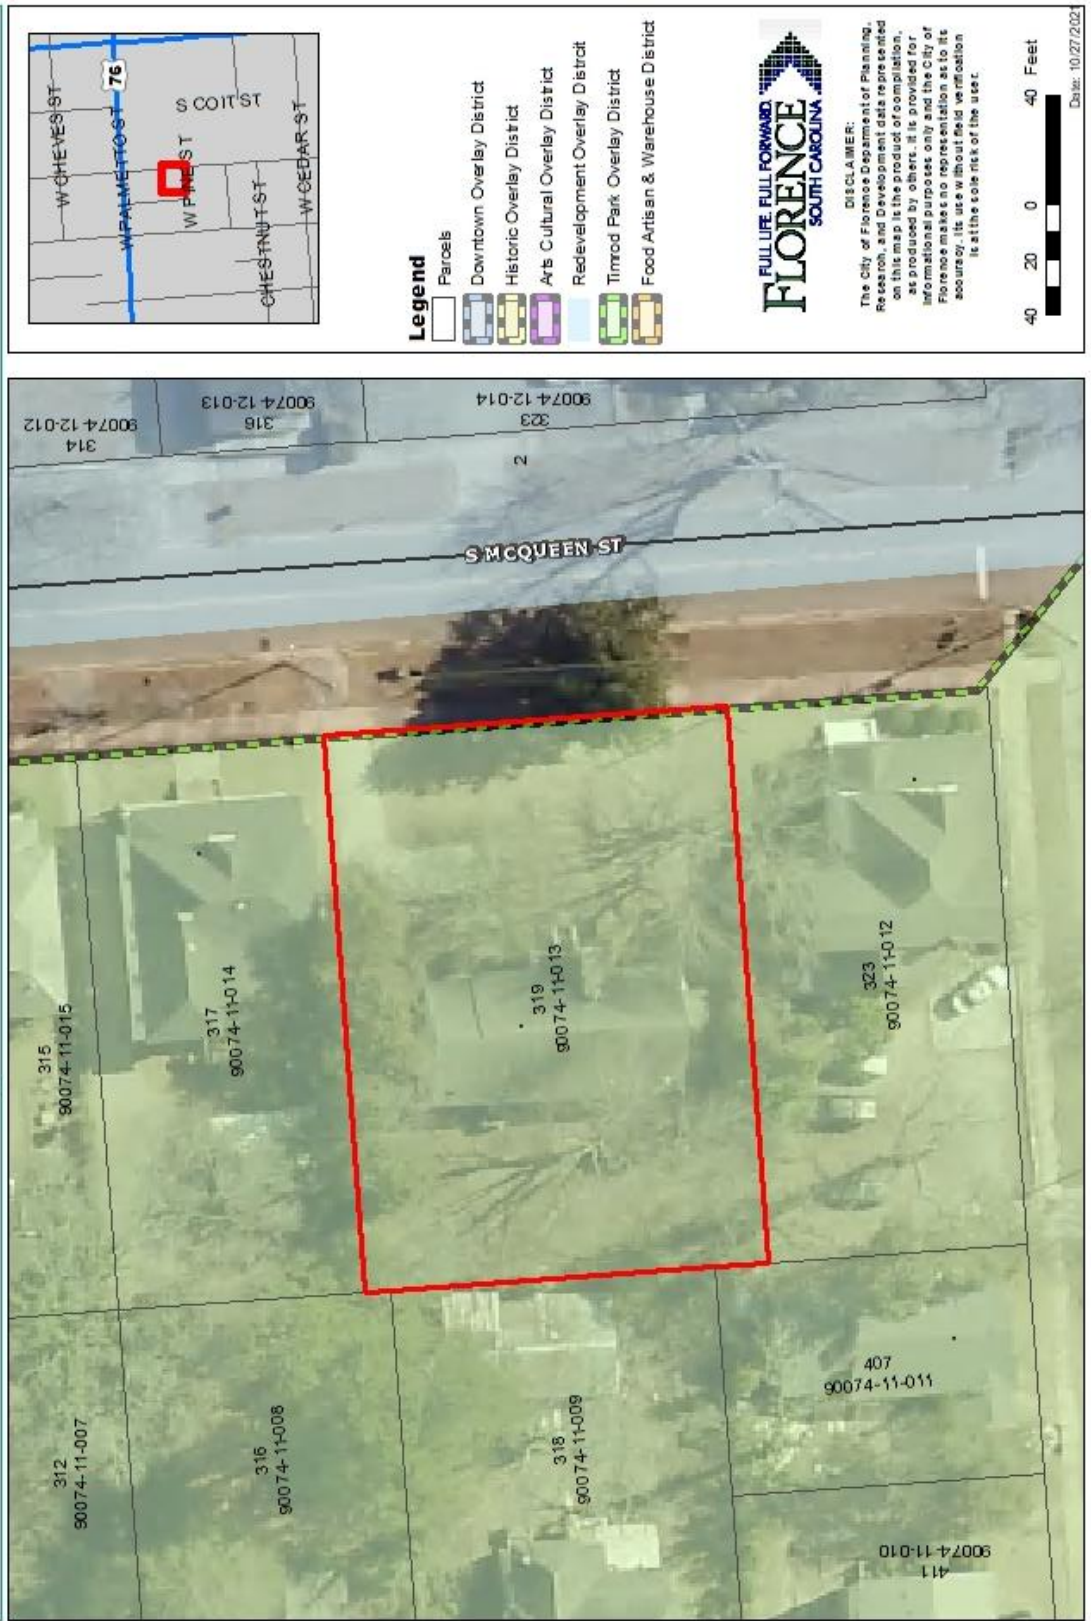 W CHEVES ST
W PALMETTO ST
76
S COIT ST
W PINE ST
CHESTNUT ST
W CEDAR ST
Legend
Parcels
Downtown Overlay District
Historic Overlay District
Arts Cultural Overlay District
Redevelopment Overlay Distrcit
Timrod Park Overlay District
Food Artisan & Warehouse District
FULL LIFE. FULL FORWARD.
FLORENCE
SOUTH CAROLINA
DISCLAIMER:
The City of Florence Deparment of Planning,
Research, and Development data represented
on this map is the product of compilation,
as produced by others. It is provided for
informational purposes only and the City of
Florence makes no representation as to its
accuracy. Its use without field verification
is at the sole risk of the user.
40 20 0 40 Feet
Date: 10/27/2021
314
90074-12-012
316
90074-12-013
323
90074-12-014
2
S MCQUEEN ST
315
90074-11-015
317
90074-11-014
319
90074-11-013
323
90074-11-012
312
90074-11-007
316
90074-11-008
318
90074-11-009
407
90074-11-011
411
90074-11-010